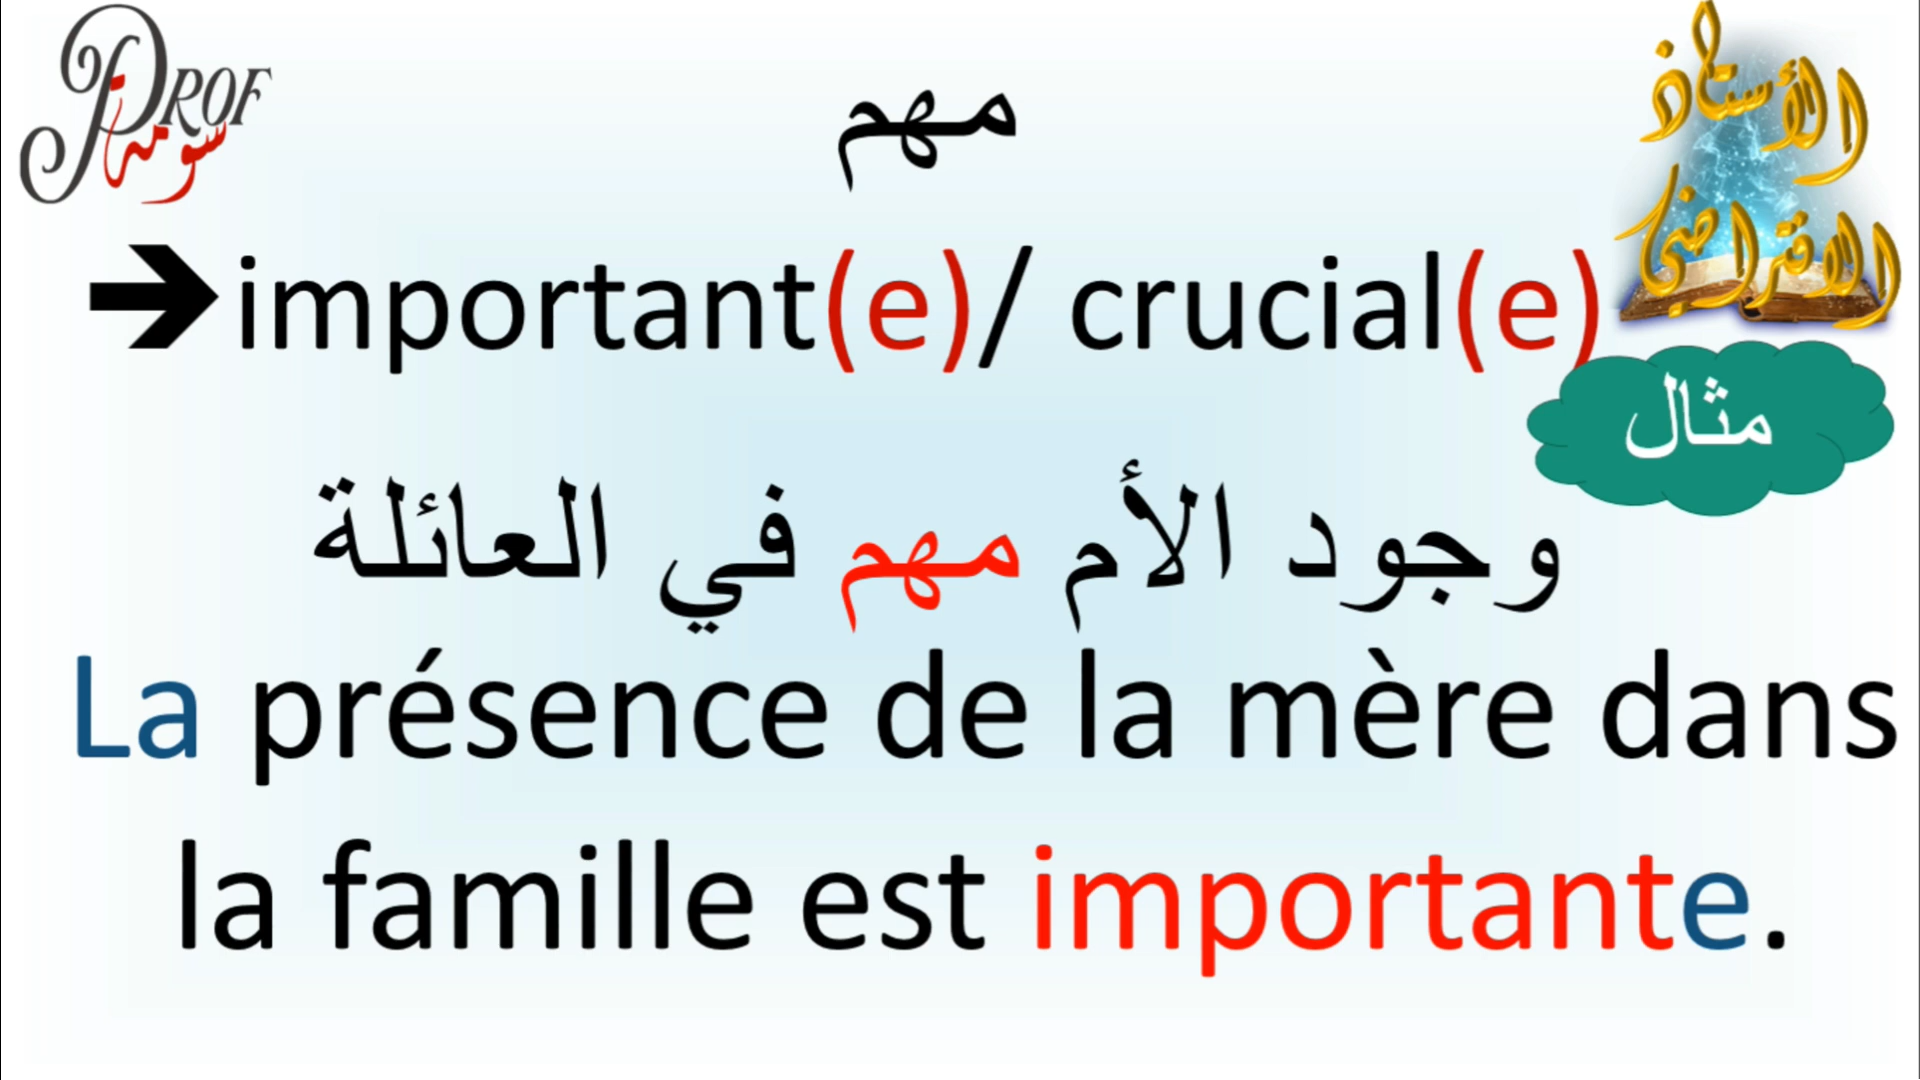 PROF
سومة
الأستاذ
الافتراضي
مهم
➔important(e)/ crucial(e)
مثال
وجود الأم مهم في العائلة
La présence de la mère dans
la famille est importante.